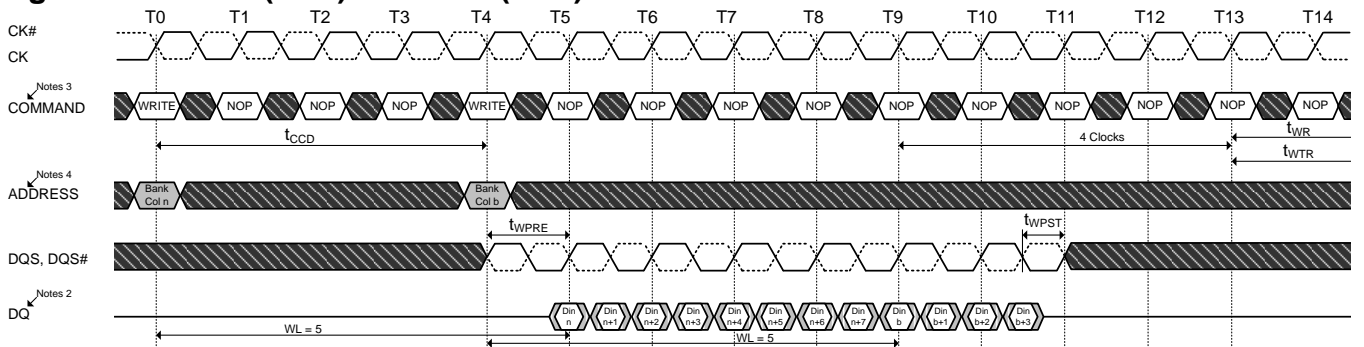 T0 T1 T2 T3 T4 T5 T6 T7 T8 T9 T10 T11 T12 T13 T14
CK#
CK
Notes 3
COMMAND
WRITE NOP NOP NOP WRITE NOP NOP NOP NOP NOP NOP NOP NOP NOP NOP
tCCD
4 Clocks
tWR
tWTR
Notes 4
ADDRESS
Bank Bank
Col n Col b
tWPRE
tWPST
DQS, DQS#
Notes 2
DQ
Din Din Din Din Din Din Din Din Din Din Din Din
n n+1 n+2 n+3 n+4 n+5 n+6 n+7 b b+1 b+2 b+3
WL = 5
WL = 5